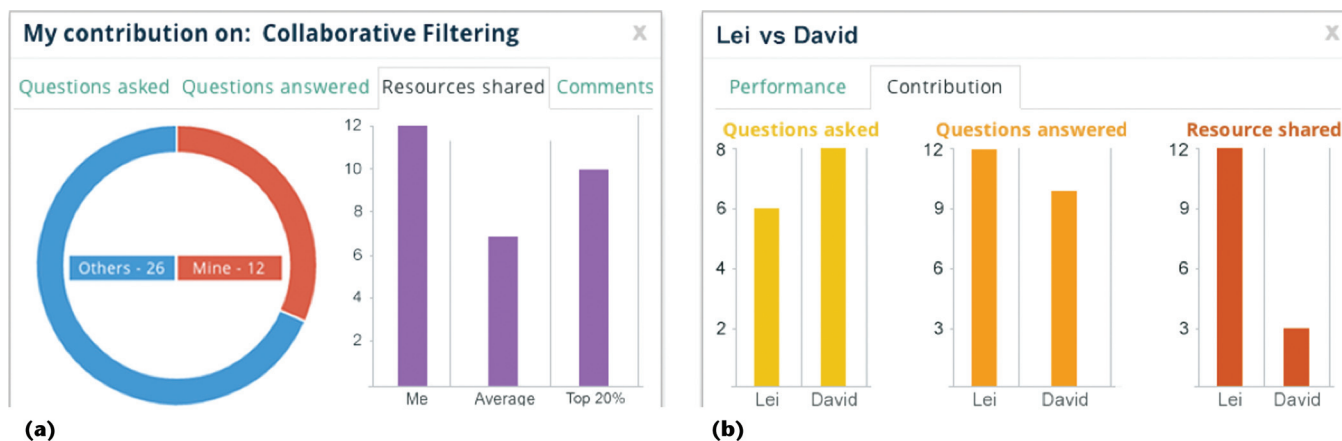 My contribution on: Collaborative Filtering
x
Questions asked Questions answered Resources shared Comments
12
10
8
6
4
2
Others - 26 Mine - 12
Me Average Top 20%
(a)
Lei vs David
x
Performance Contribution
Questions asked Questions answered Resource shared
8
6
4
2
Lei David
12
9
6
3
Lei David
12
9
6
3
Lei David
(b)